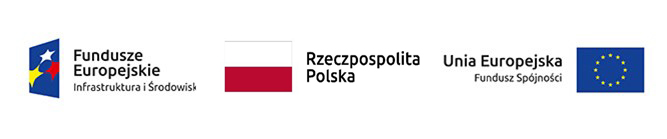 Fundusze
Europejskie
Infrastruktura i Środowisk
Rzeczpospolita
Polska
Unia Europejska
Fundusz Spójności